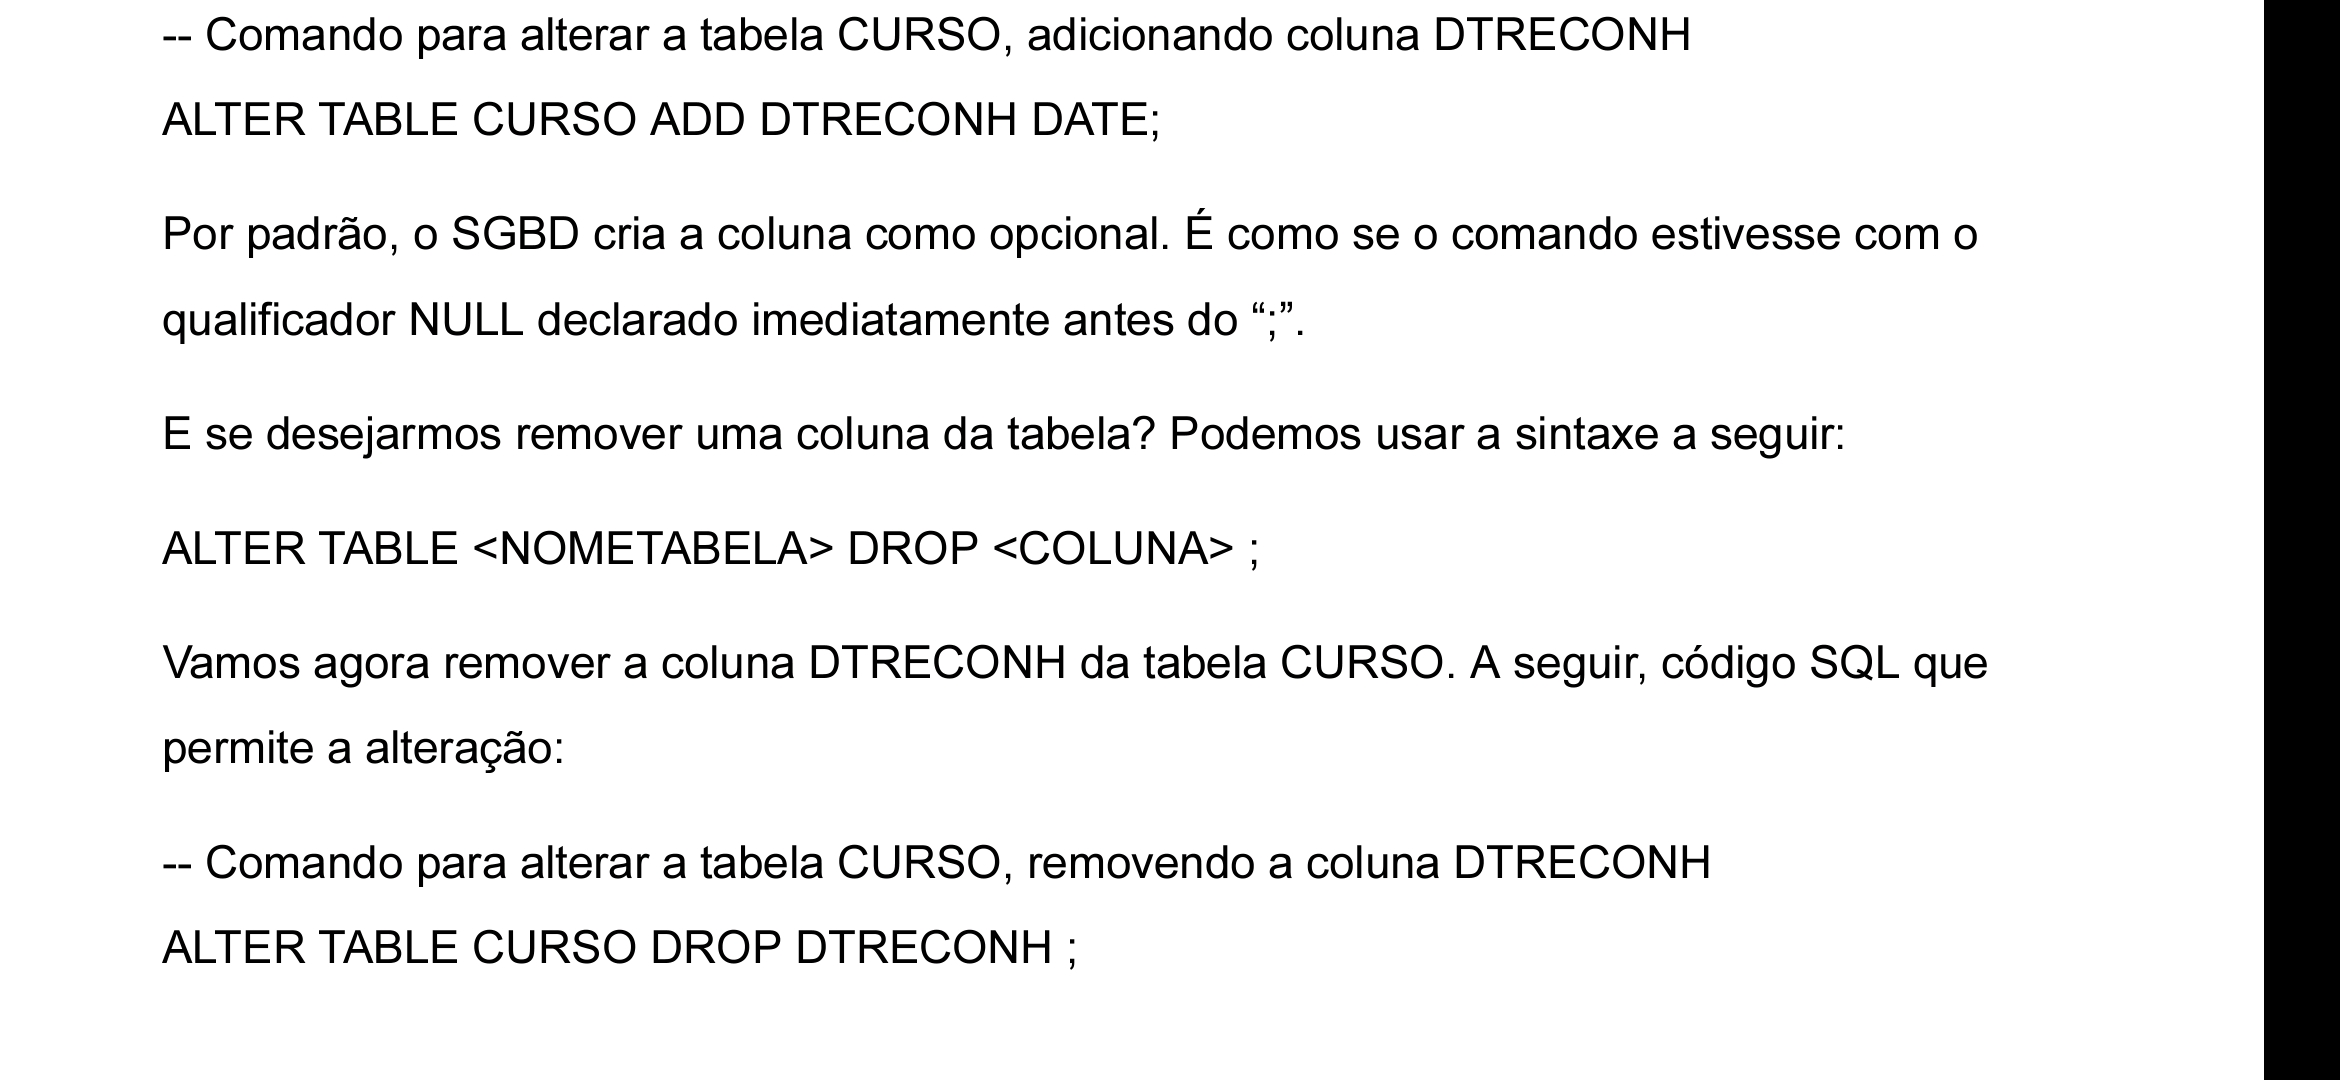 -- Comando para alterar a tabela CURSO, adicionando coluna DTRECONH
ALTER TABLE CURSO ADD DTRECONH DATE;
Por padrão, o SGBD cria a coluna como opcional. É como se o comando estivesse com o
qualificador NULL declarado imediatamente antes do “;”.
E se desejarmos remover uma coluna da tabela? Podemos usar a sintaxe a seguir:
ALTER TABLE <NOMETABELA> DROP <COLUNA> ;
Vamos agora remover a coluna DTRECONH da tabela CURSO. A seguir, código SQL que
permite a alteração:
-- Comando para alterar a tabela CURSO, removendo a coluna DTRECONH
ALTER TABLE CURSO DROP DTRECONH ;